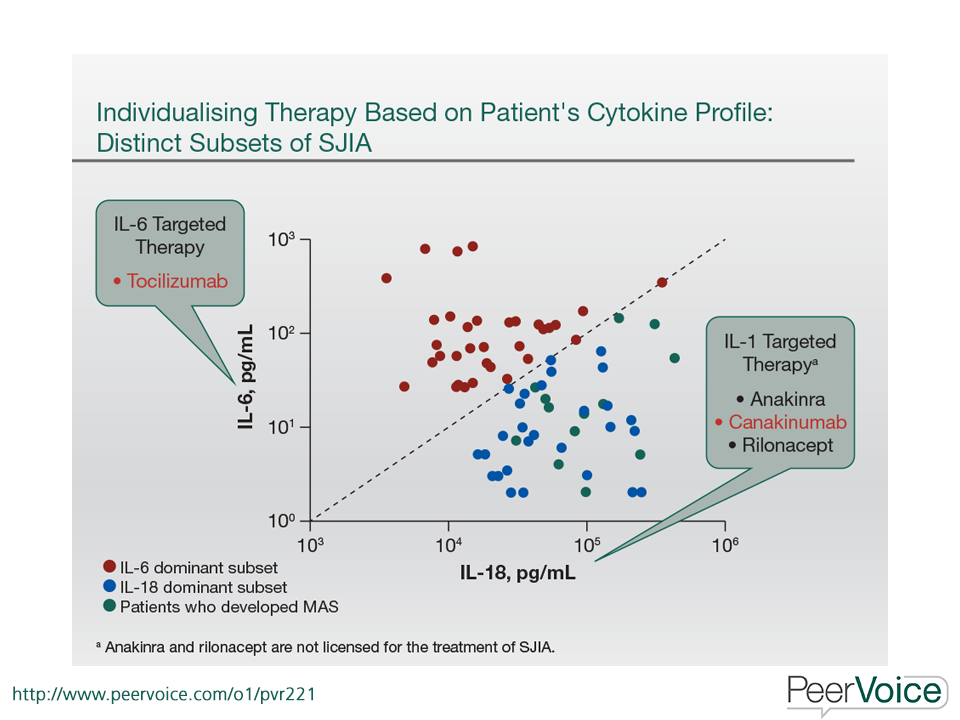 Individualising Therapy Based on Patient's Cytokine Profile:
Distinct Subsets of SJIA
IL-6 Targeted
Therapy
• Tocilizumab
IL-6, pg/mL
10³
10²
10¹
10⁰
10³
10⁴
10⁵
10⁶
IL-18, pg/mL
IL-1 Targeted
Therapyᵃ
• Anakinra
• Canakinumab
• Rilonacept
IL-6 dominant subset
IL-18 dominant subset
Patients who developed MAS
ᵃ Anakinra and rilonacept are not licensed for the treatment of SJIA.
http://www.peervoice.com/o1/pvr221
PeerVoice